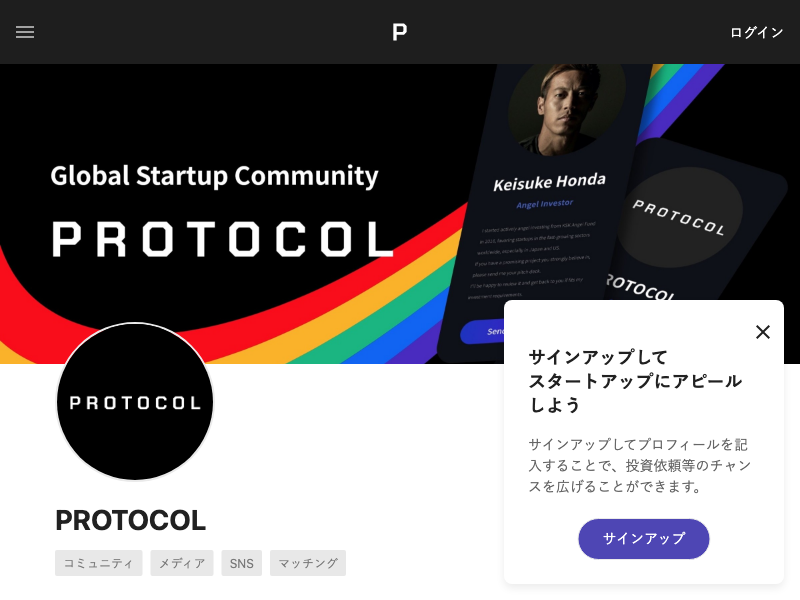 P
ログイン
Global Startup Community
PROTOCOL
Keisuke Honda
Angel Investor
PROTOCOL
サインアップして
スタートアップにアピール
しよう
サインアップしてプロフィールを記
入することで、投資依頼等のチャン
スを広げることができます。
サインアップ
PROTOCOL
PROTOCOL
コミュニティ
メディア
SNS
マッチング